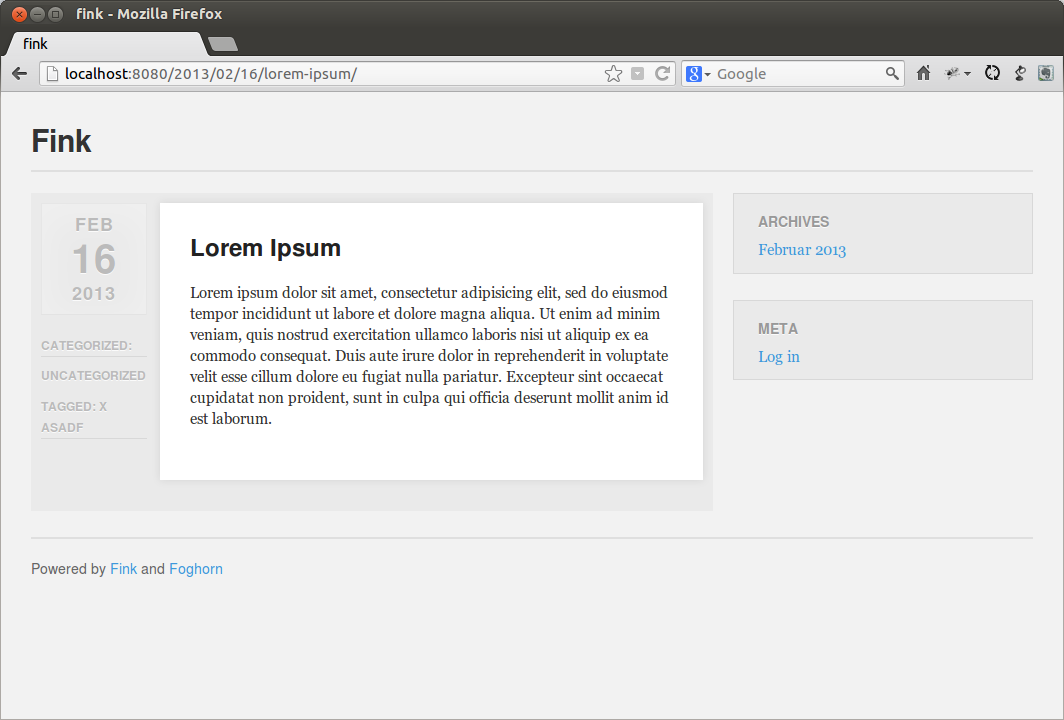 fink - Mozilla Firefox
fink
localhost:8080/2013/02/16/lorem-ipsum/
Google
Fink
FEB
16
2013
CATEGORIZED:
UNCATEGORIZED
TAGGED: X
ASADF
Lorem Ipsum
Lorem ipsum dolor sit amet, consectetur adipisicing elit, sed do eiusmod
tempor incididunt ut labore et dolore magna aliqua. Ut enim ad minim
veniam, quis nostrud exercitation ullamco laboris nisi ut aliquip ex ea
commodo consequat. Duis aute irure dolor in reprehenderit in voluptate
velit esse cillum dolore eu fugiat nulla pariatur. Excepteur sint occaecat
cupidatat non proident, sunt in culpa qui officia deserunt mollit anim id
est laborum.
ARCHIVES
Februar 2013
META
Log in
Powered by Fink and Foghorn